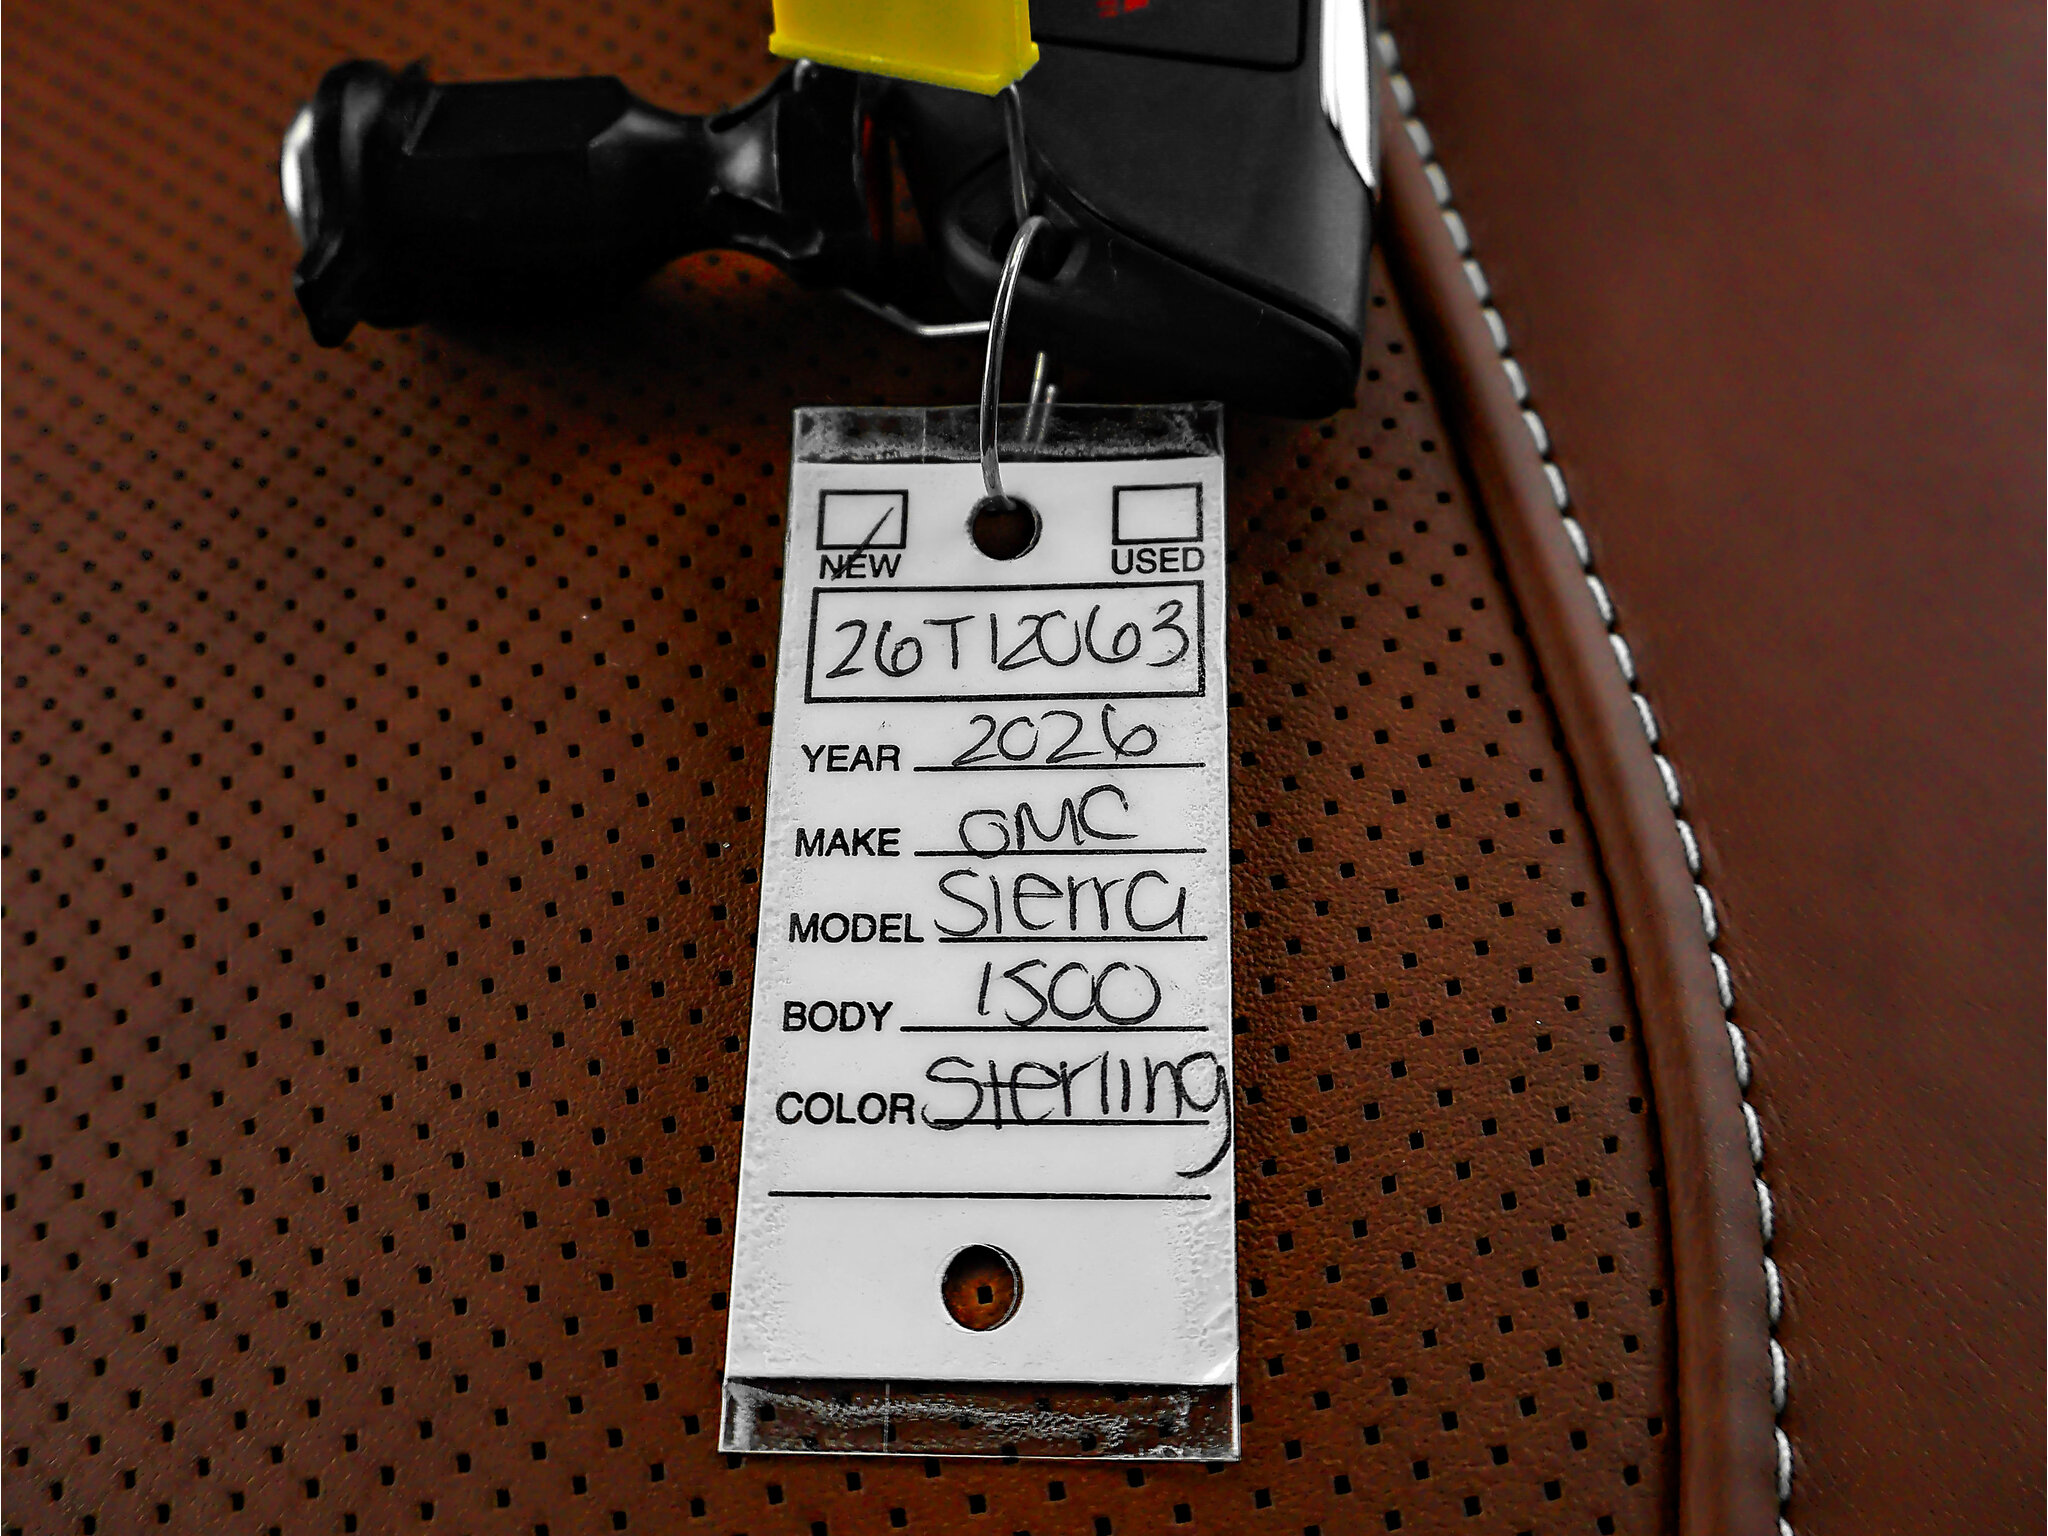 NEW USED
26T12063
YEAR 2026
MAKE GMC
MODEL Sierra
BODY 1500
COLOR Sterling